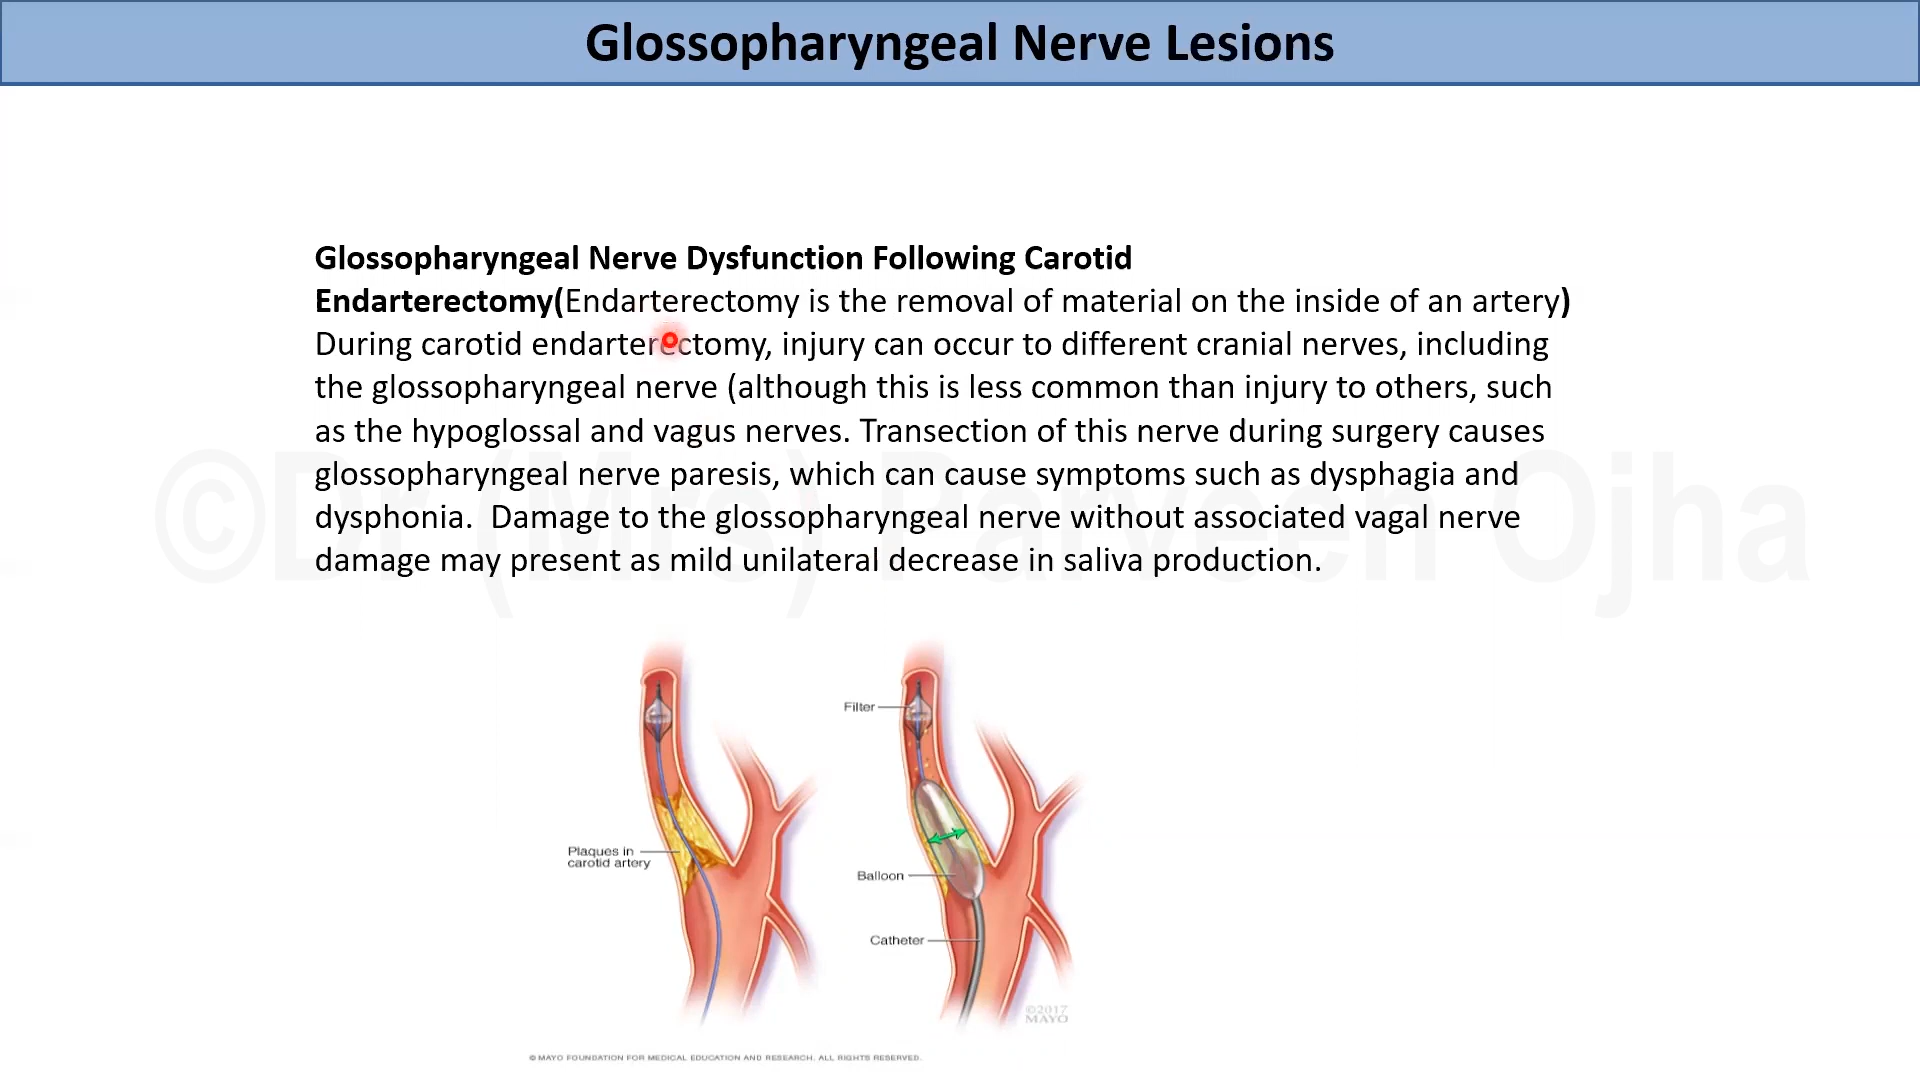 Glossopharyngeal Nerve Lesions
Glossopharyngeal Nerve Dysfunction Following Carotid
Endarterectomy(Endarterectomy is the removal of material on the inside of an artery)
During carotid endarterectomy, injury can occur to different cranial nerves, including
the glossopharyngeal nerve (although this is less common than injury to others, such
as the hypoglossal and vagus nerves. Transection of this nerve during surgery causes
glossopharyngeal nerve paresis, which can cause symptoms such as dysphagia and
dysphonia.  Damage to the glossopharyngeal nerve without associated vagal nerve
damage may present as mild unilateral decrease in saliva production.
©Dr (Mrs) Parveen Ojha
Filter
Plaques in
carotid artery
Balloon
Catheter
©2017
MAYO
© MAYO FOUNDATION FOR MEDICAL EDUCATION AND RESEARCH. ALL RIGHTS RESERVED.